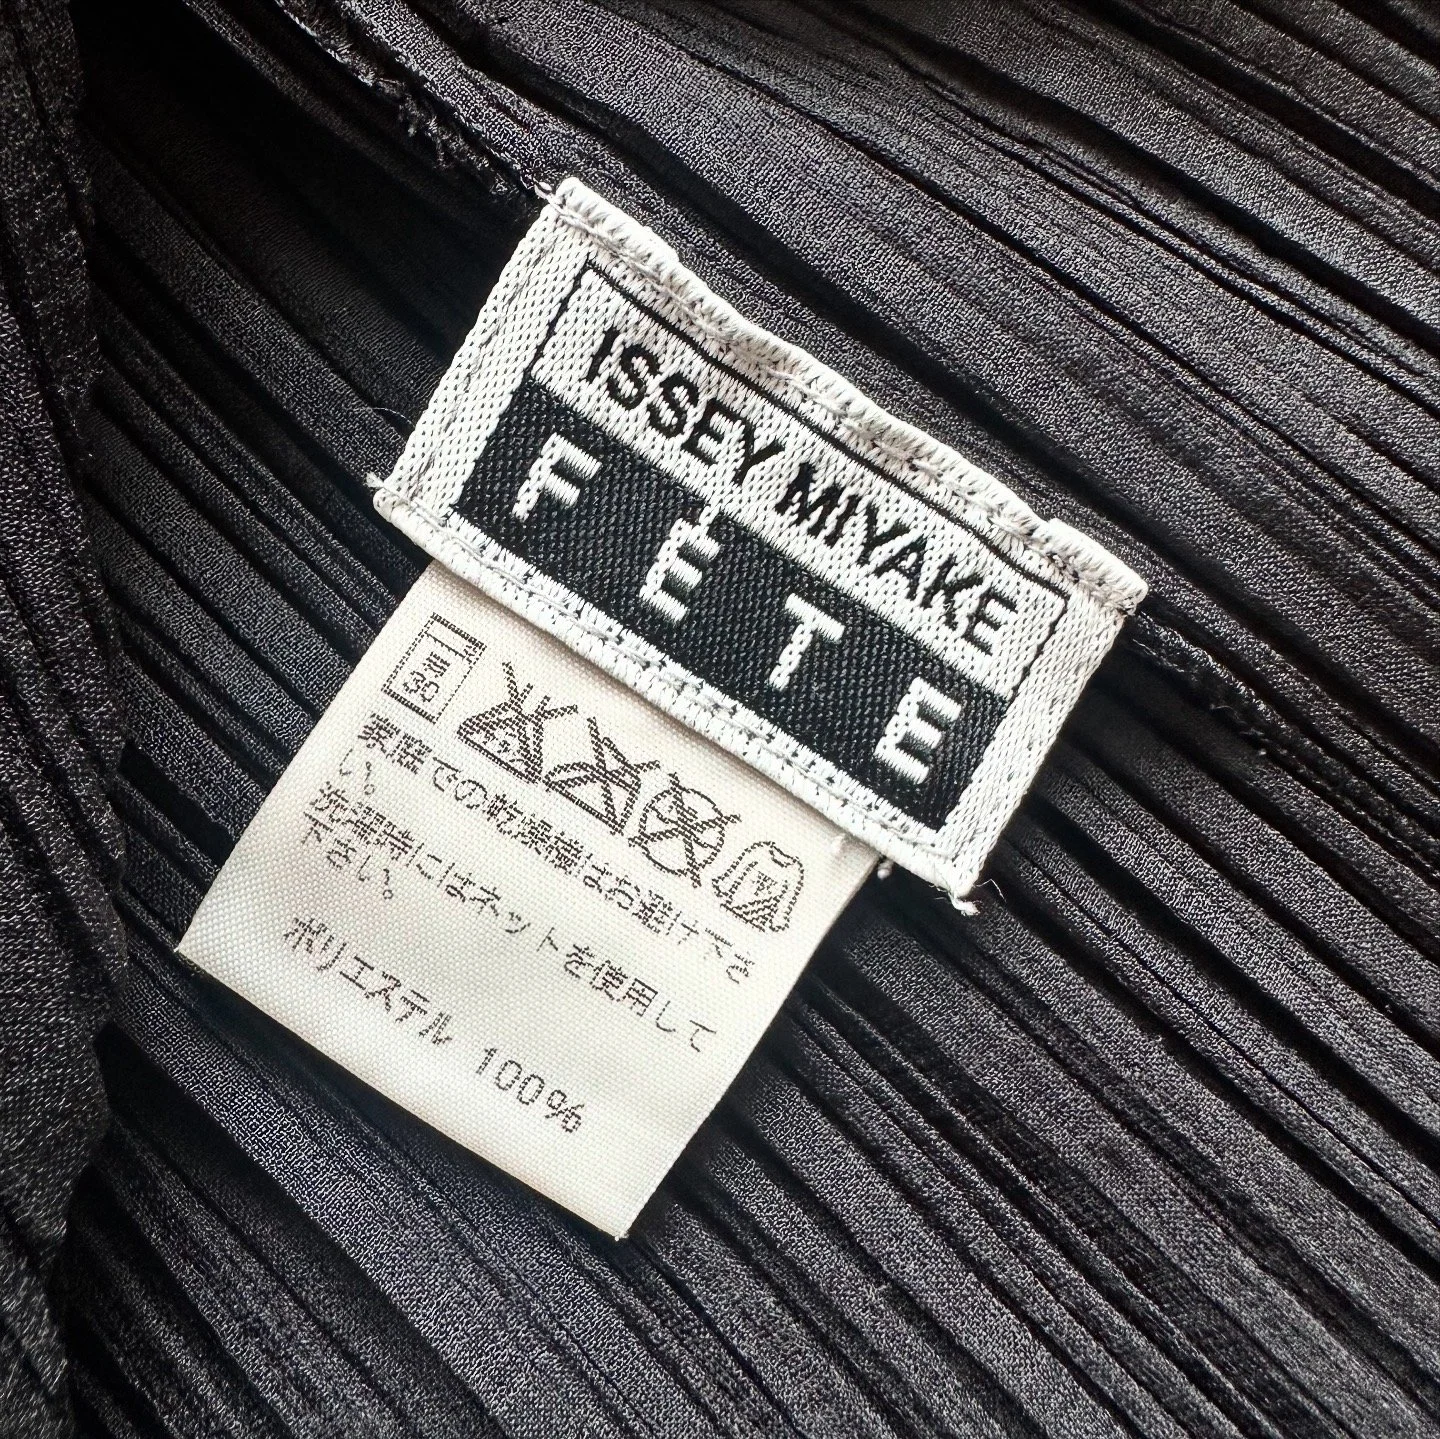 ISSEY MIYAKE
FETE
家庭での乾燥機はお避け下さ
い。
洗濯時にはネットを使用して
下さい。
ポリエステル 100%